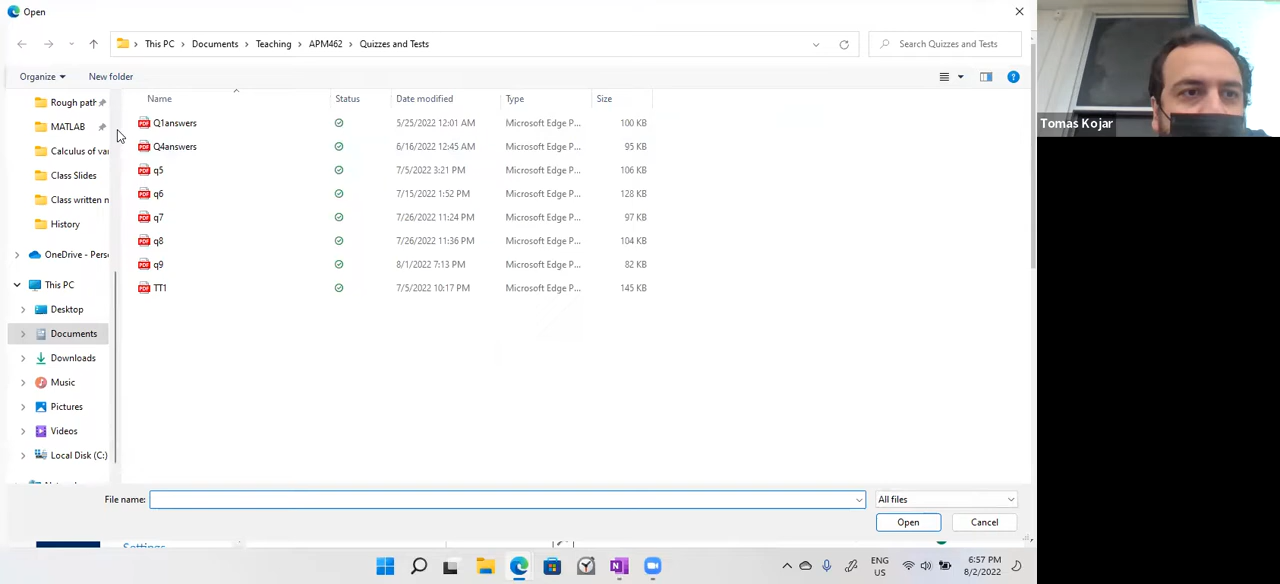 Open
This PC
Documents
Teaching
APM462
Quizzes and Tests
Search Quizzes and Tests
Tomas Kojar
Organize
New folder
Name
Status
Date modified
Type
Size
Rough path
MATLAB
Calculus of var
Class Slides
Class written n
History
OneDrive - Pers
This PC
Desktop
Documents
Downloads
Music
Pictures
Videos
Local Disk (C:)
Q1answers 5/25/2022 12:01 AM Microsoft Edge P... 100 KB
Q4answers 6/16/2022 12:45 AM Microsoft Edge P... 95 KB
q5 7/5/2022 3:21 PM Microsoft Edge P... 106 KB
q6 7/15/2022 1:52 PM Microsoft Edge P... 128 KB
q7 7/26/2022 11:24 PM Microsoft Edge P... 97 KB
q8 7/26/2022 11:36 PM Microsoft Edge P... 104 KB
q9 8/1/2022 7:13 PM Microsoft Edge P... 82 KB
TT1 7/5/2022 10:17 PM Microsoft Edge P... 145 KB
File name:
All files
Open
Cancel
Settings
ENG
US
6:57 PM
8/2/2022